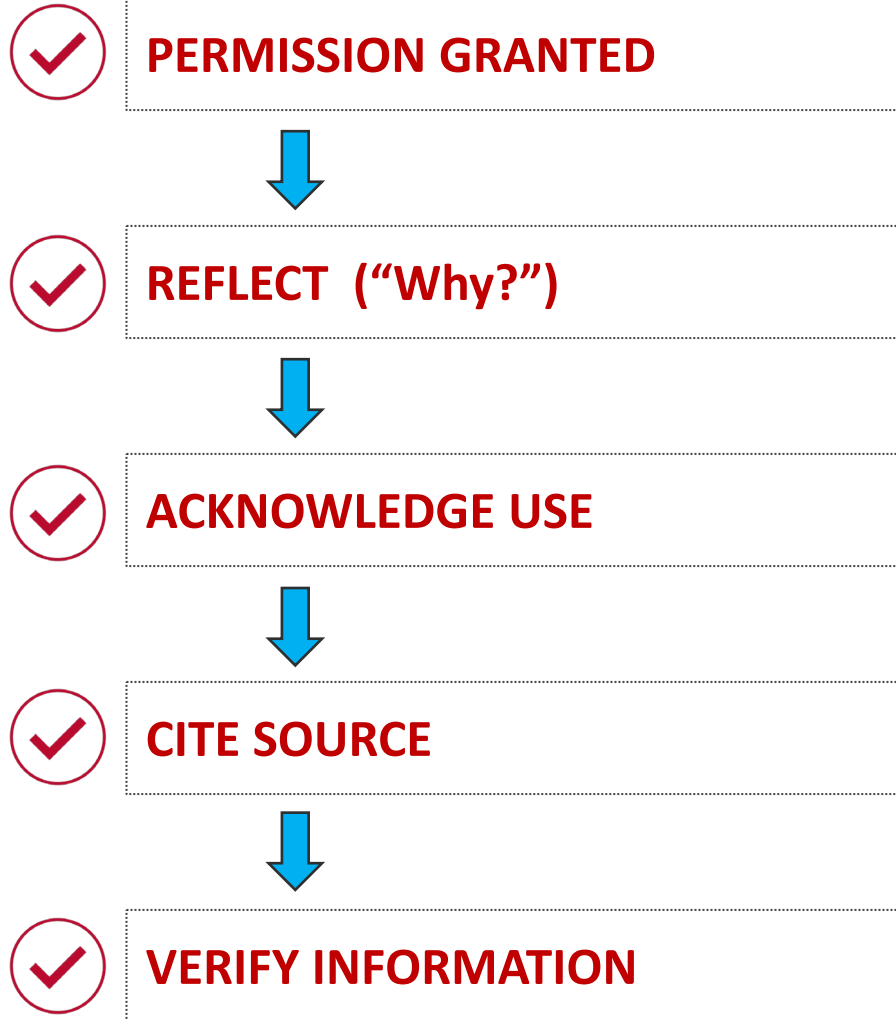 PERMISSION GRANTED
REFLECT (“Why?”)
ACKNOWLEDGE USE
CITE SOURCE
VERIFY INFORMATION